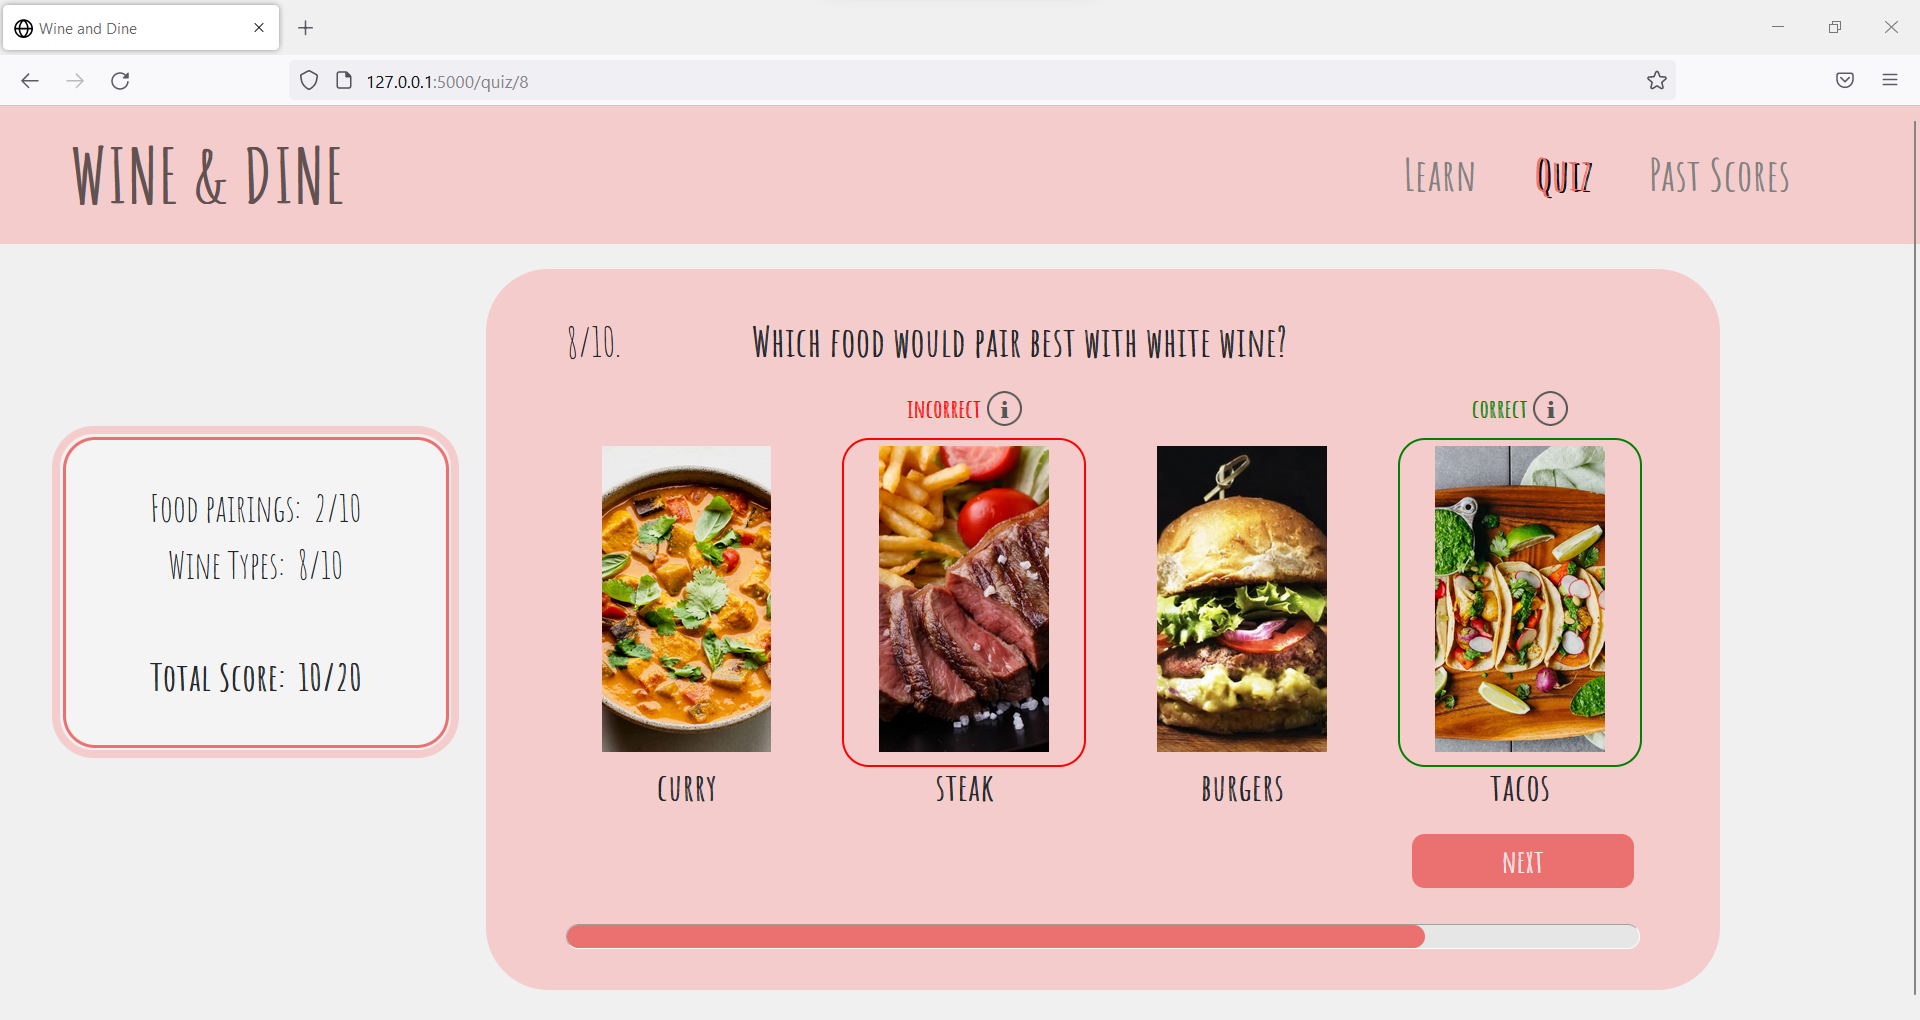 Wine and Dine
127.0.0.1:5000/quiz/8
WINE & DINE
Learn Quiz Past Scores
8/10. Which food would pair best with white wine?
incorrect i correct i
Food pairings: 2/10
Wine Types: 8/10
Total Score: 10/20
curry steak burgers tacos
next